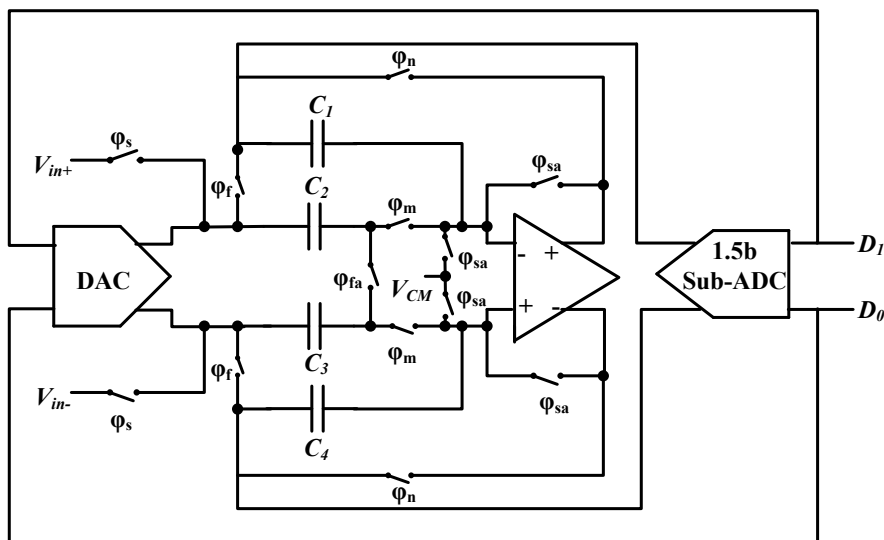 φn
C1
φs
Vin+
φf
C2
φm
φsa
φsa
- +
DAC
φfa
VCM
φsa
1.5b
Sub-ADC
D1
+ -
D0
φf
C3
φm
Vin-
φs
φsa
C4
φn